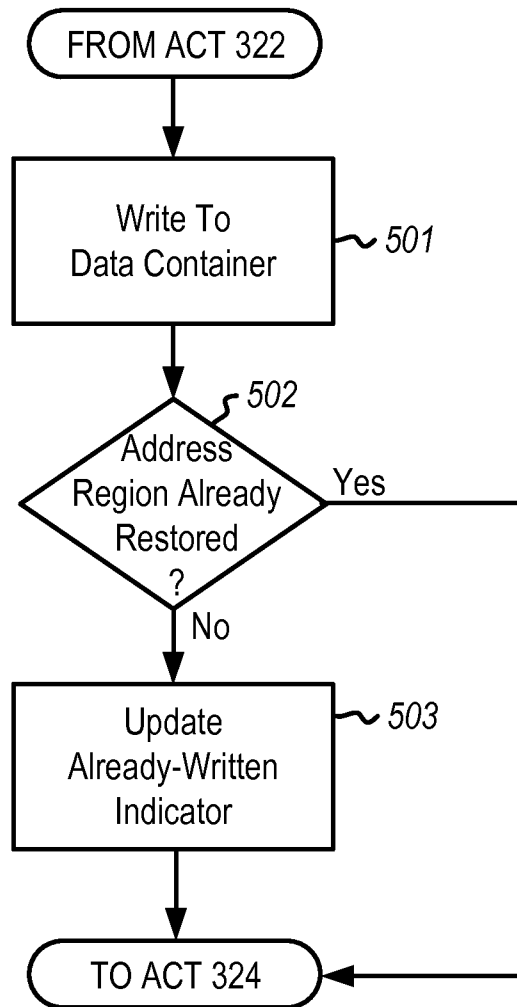 FROM ACT 322
Write To
Data Container
501
502
Address
Region Already
Restored
?
Yes
No
Update
Already-Written
Indicator
503
TO ACT 324